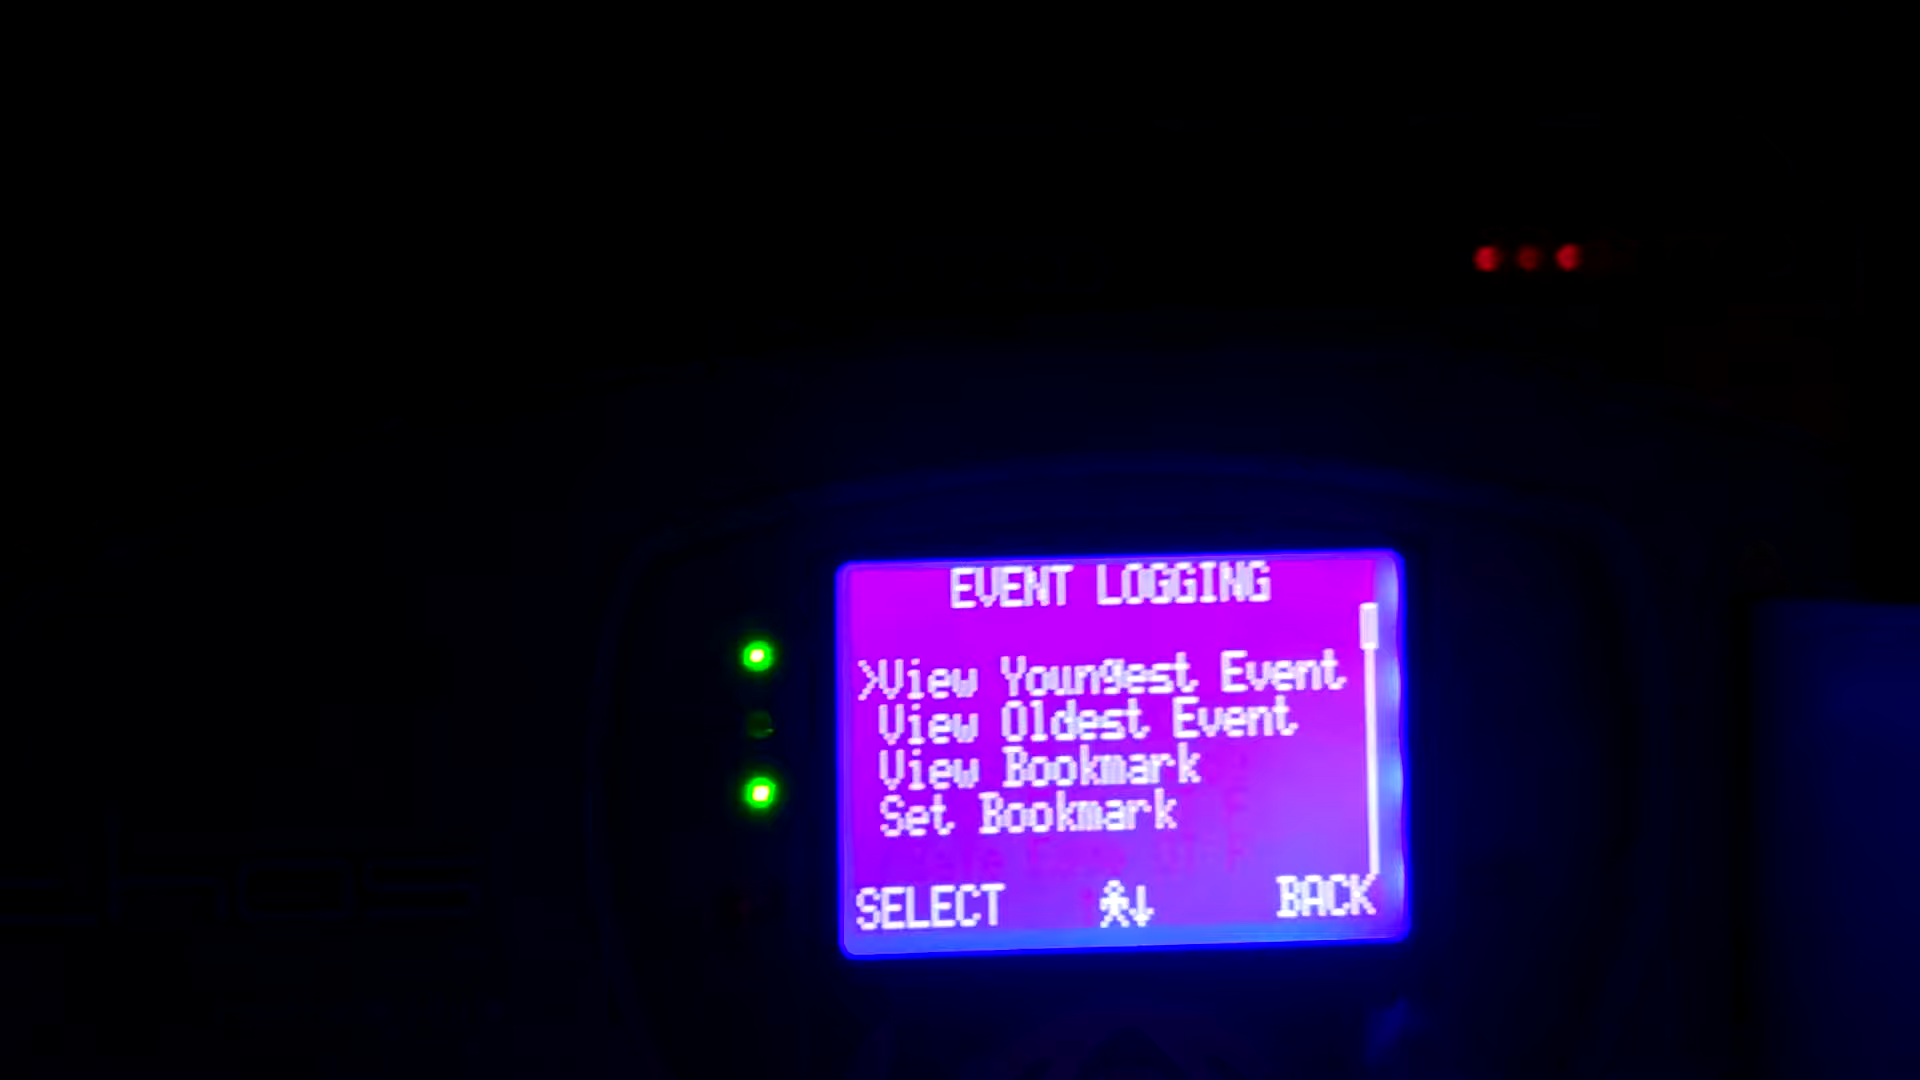 EVENT LOGGING
>View Youngest Event
View Oldest Event
View Bookmark
Set Bookmark
SELECT
BACK